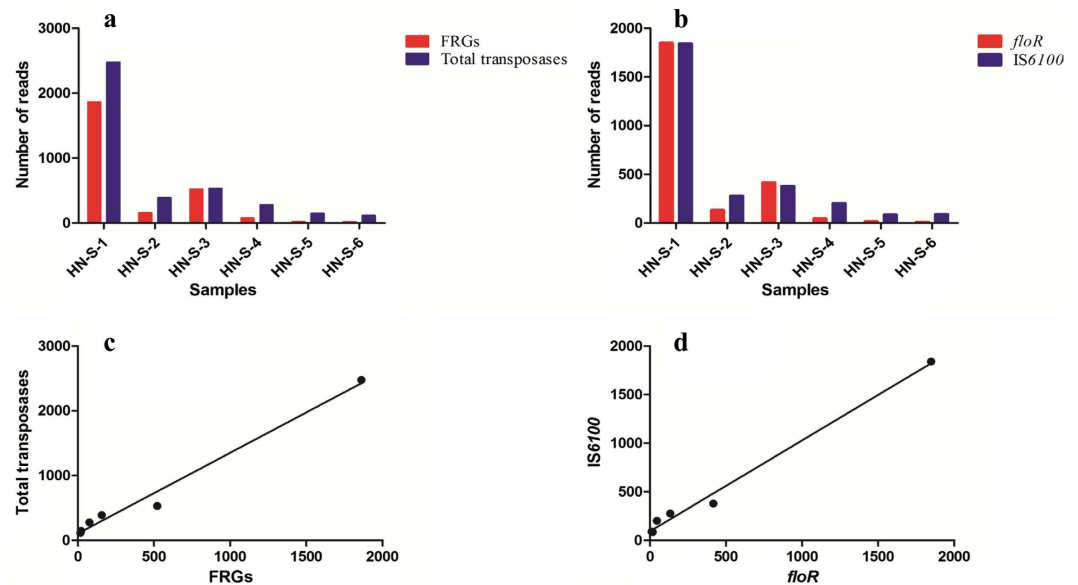 a
3000
2000
1000
0
Number of reads
FRGs
Total transposases
HN-S-1
HN-S-2
HN-S-3
HN-S-4
HN-S-5
HN-S-6
Samples
b
2000
1500
1000
500
0
Number of reads
floR
IS6100
HN-S-1
HN-S-2
HN-S-3
HN-S-4
HN-S-5
HN-S-6
Samples
c
3000
2000
1000
0
Total transposases
0 500 1000 1500 2000
FRGs
d
2000
1500
1000
500
0
IS6100
0 500 1000 1500 2000
floR